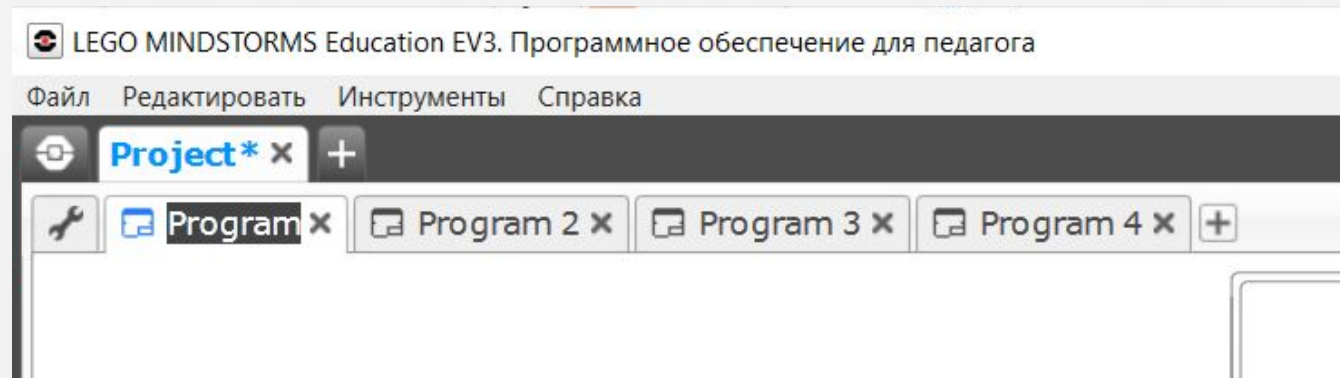 LEGO MINDSTORMS Education EV3. Программное обеспечение для педагога
Файл Редактировать Инструменты Справка
Project*
Program Program 2 Program 3 Program 4